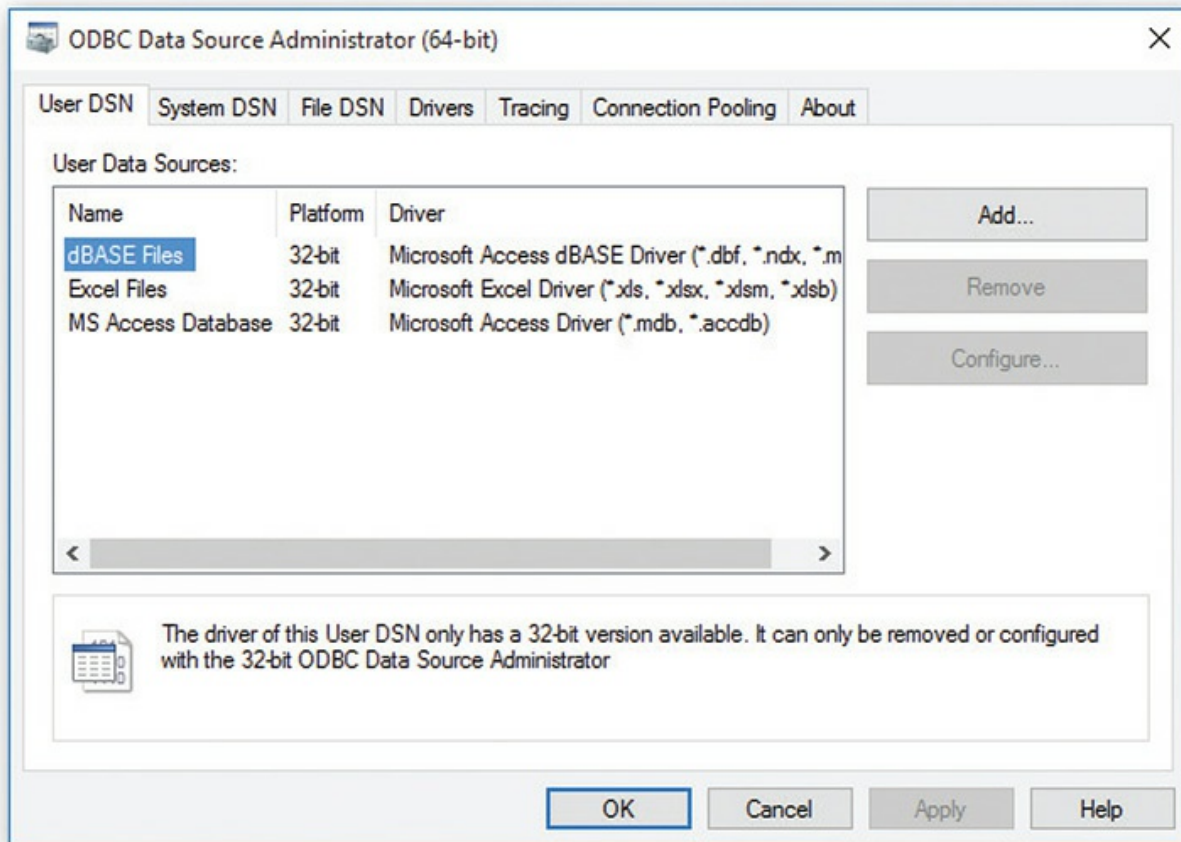 ODBC Data Source Administrator (64-bit)
User DSN System DSN File DSN Drivers Tracing Connection Pooling About
User Data Sources:
Name Platform Driver
dBASE Files 32-bit Microsoft Access dBASE Driver (*.dbf, *.ndx, *.m
Excel Files 32-bit Microsoft Excel Driver (*.xls, *.xlsx, *.xlsm, *.xlsb)
MS Access Database 32-bit Microsoft Access Driver (*.mdb, *.accdb)
Add...
Remove
Configure...
The driver of this User DSN only has a 32-bit version available. It can only be removed or configured
with the 32-bit ODBC Data Source Administrator
OK Cancel Apply Help